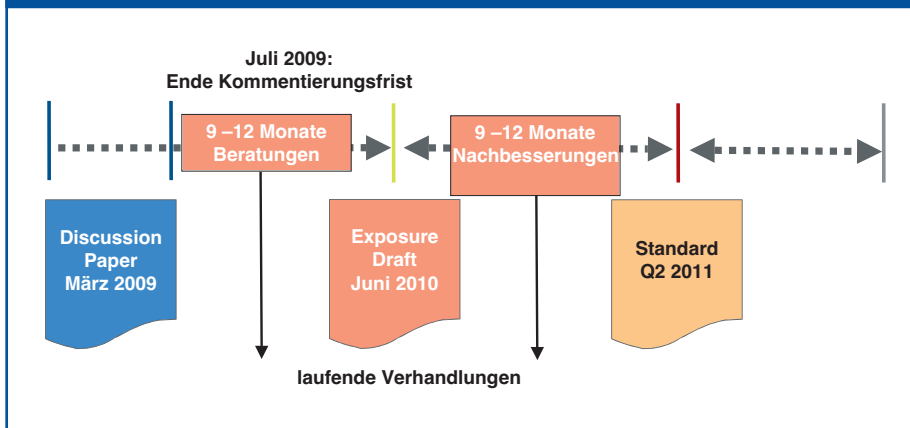 Juli 2009:
Ende Kommentierungsfrist
9 –12 Monate
Beratungen
9 –12 Monate
Nachbesserungen
Discussion
Paper
März 2009
Exposure
Draft
Juni 2010
Standard
Q2 2011
laufende Verhandlungen